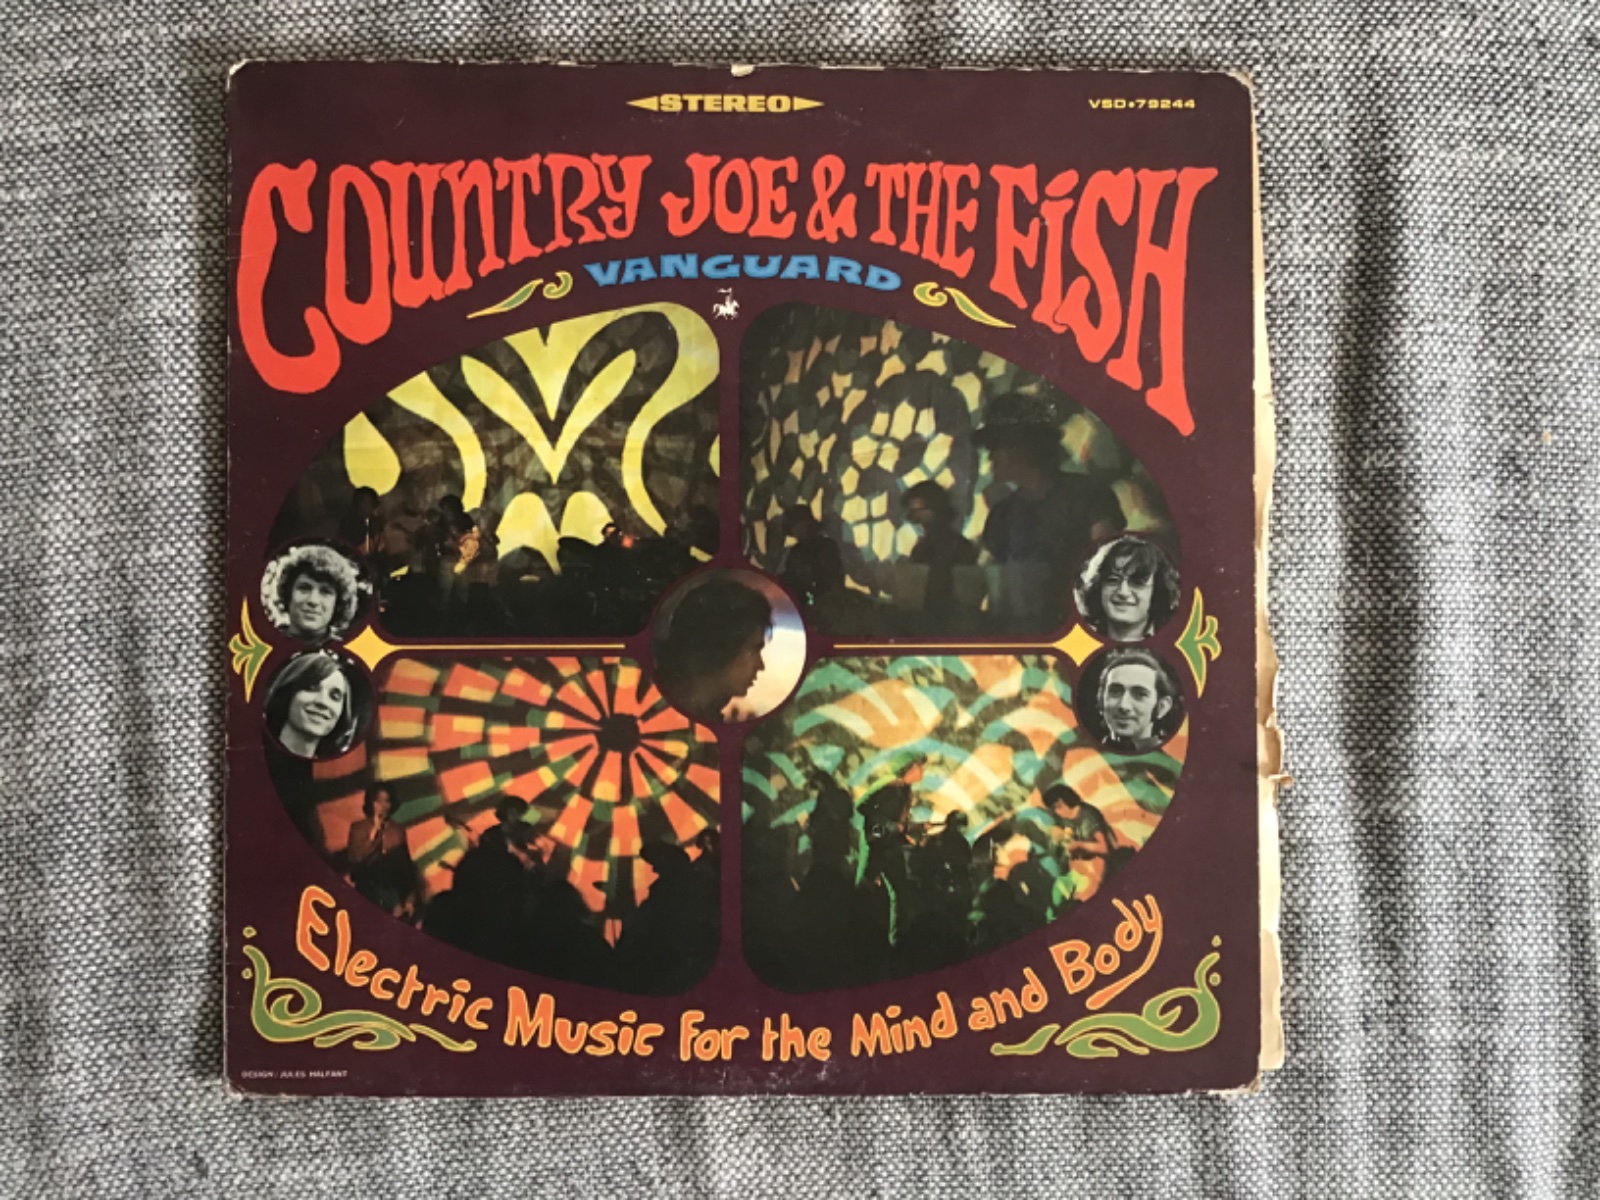 STEREO
VSD•79244
COUNTRY JOE & THE FISH
VANGUARD
Electric Music for the Mind and Body
DESIGN / JULES HALFANT